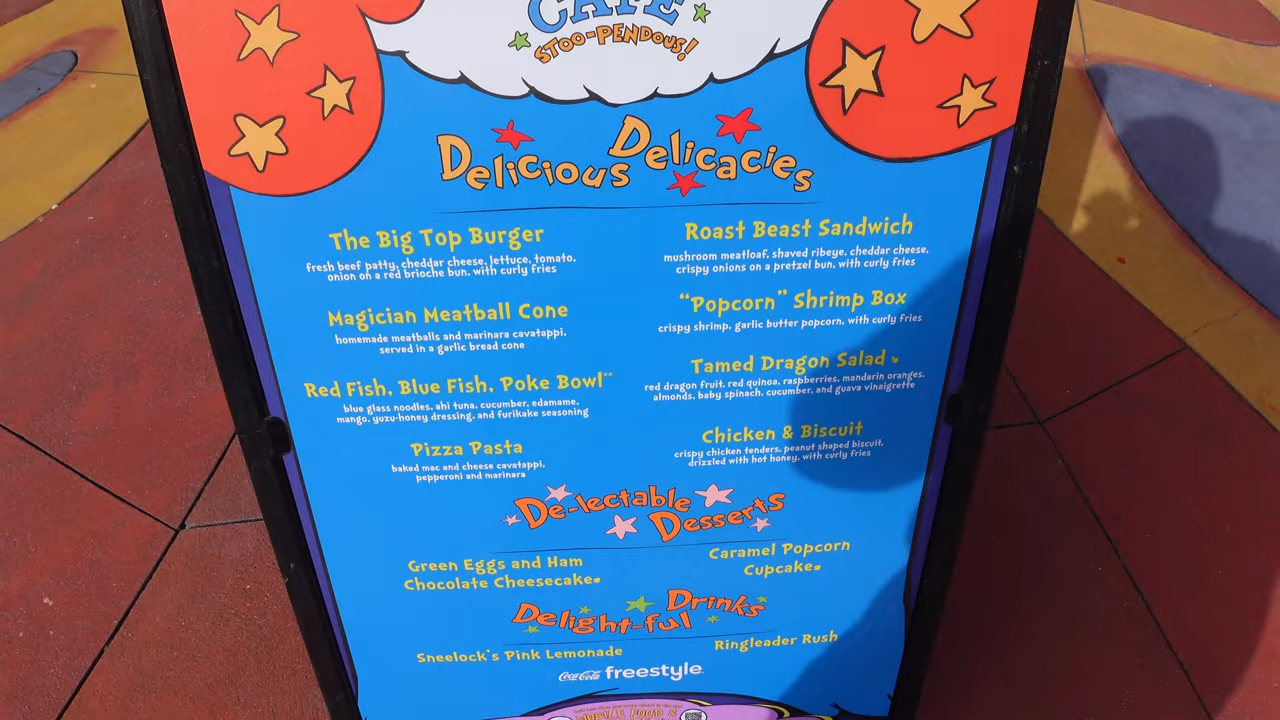 CAFE
STOO-PENDOUS!
Delicious Delicacies
The Big Top Burger
fresh beef patty, cheddar cheese, lettuce, tomato,
onion on a red brioche bun, with curly fries
Magician Meatball Cone
homemade meatballs and marinara cavatappi,
served in a garlic bread cone
Red Fish, Blue Fish, Poke Bowl**
blue glass noodles, ahi tuna, cucumber, edamame,
mango, yuzu-honey dressing, and furikake seasoning
Pizza Pasta
baked mac and cheese cavatappi,
pepperoni and marinara
Roast Beast Sandwich
mushroom meatloaf, shaved ribeye, cheddar cheese,
crispy onions on a pretzel bun, with curly fries
"Popcorn" Shrimp Box
crispy shrimp, garlic butter popcorn, with curly fries
Tamed Dragon Salad
red dragon fruit, red quinoa, raspberries, mandarin oranges,
almonds, baby spinach, cucumber, and guava vinaigrette
Chicken & Biscuit
crispy chicken tenders, peanut shaped biscuit,
drizzled with hot honey, with curly fries
De-lectable Desserts
Green Eggs and Ham
Chocolate Cheesecake
Caramel Popcorn
Cupcake
Delight-ful Drinks
Sneelock's Pink Lemonade
Ringleader Rush
Coca-Cola freestyle
MOBILE FOOD &